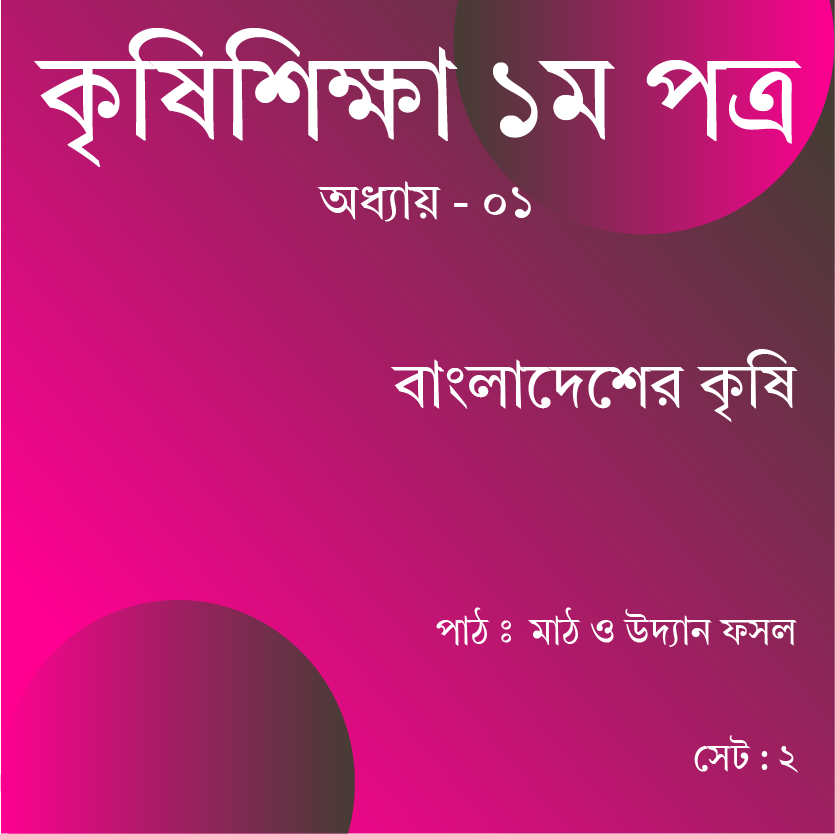 কৃষিশিক্ষা ১ম পত্র
অধ্যায় - ০১
বাংলাদেশের কৃষি
পাঠ ঃ মাঠ ও উদ্যান ফসল
সেট : ২